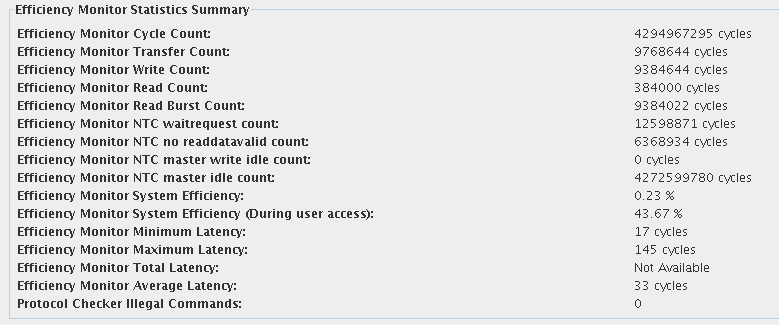 Efficiency Monitor Statistics Summary
Efficiency Monitor Cycle Count: 4294967295 cycles
Efficiency Monitor Transfer Count: 9768644 cycles
Efficiency Monitor Write Count: 9384644 cycles
Efficiency Monitor Read Count: 384000 cycles
Efficiency Monitor Read Burst Count: 9384022 cycles
Efficiency Monitor NTC waitrequest count: 12598871 cycles
Efficiency Monitor NTC no readdatavalid count: 6368934 cycles
Efficiency Monitor NTC master write idle count: 0 cycles
Efficiency Monitor NTC master idle count: 4272599780 cycles
Efficiency Monitor System Efficiency: 0.23 %
Efficiency Monitor System Efficiency (During user access): 43.67 %
Efficiency Monitor Minimum Latency: 17 cycles
Efficiency Monitor Maximum Latency: 145 cycles
Efficiency Monitor Total Latency: Not Available
Efficiency Monitor Average Latency: 33 cycles
Protocol Checker Illegal Commands: 0